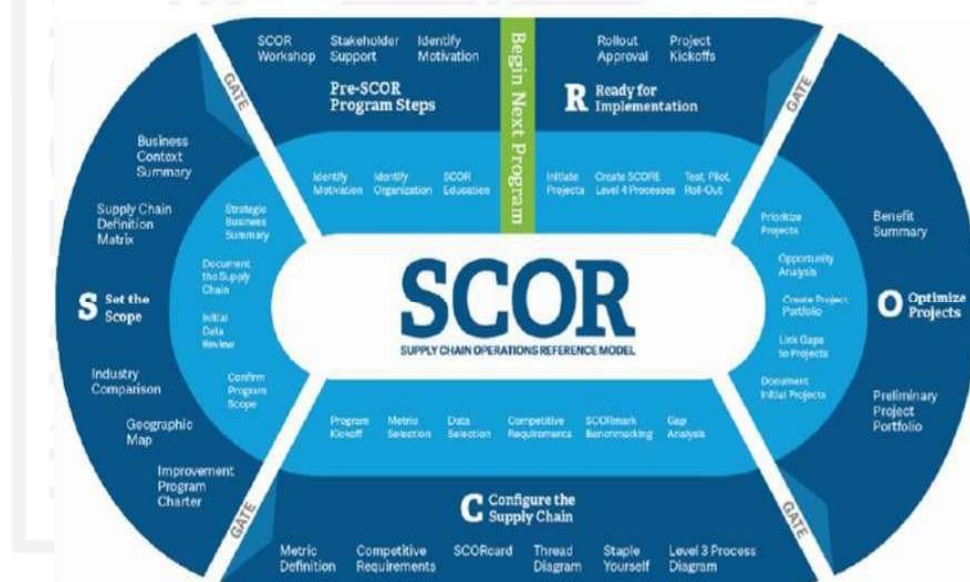 SCOR
Workshop
Stakeholder
Support
Identify
Motivation
Pre-SCOR
Program Steps
Identify
Motivation
Identify
Organization
SCOR
Education
Begin Next Program
Rollout
Approval
Project
Kickoffs
R Ready for
Implementation
Initiate
Projects
Create SCORE
Level 4 Processes
Test, Pilot,
Roll-Out
GATE
GATE
Business
Context
Summary
Supply Chain
Definition
Matrix
S Set the
Scope
Industry
Comparison
Geographic
Map
Improvement
Program
Charter
Strategic
Business
Summary
Document
the Supply
Chain
Initial
Data
Review
Confirm
Program
Scope
SCOR
SUPPLY CHAIN OPERATIONS REFERENCE MODEL
Prioritize
Projects
Opportunity
Analysis
Create Project
Portfolio
Link Gaps
to Projects
Document
Initial Projects
Benefit
Summary
O Optimize
Projects
Preliminary
Project
Portfolio
Program
Kickoff
Metric
Selection
Data
Selection
Competitive
Requirements
SCORmark
Benchmarking
Gap
Analysis
GATE
GATE
C Configure the
Supply Chain
Metric
Definition
Competitive
Requirements
SCORcard
Thread
Diagram
Staple
Yourself
Level 3 Process
Diagram